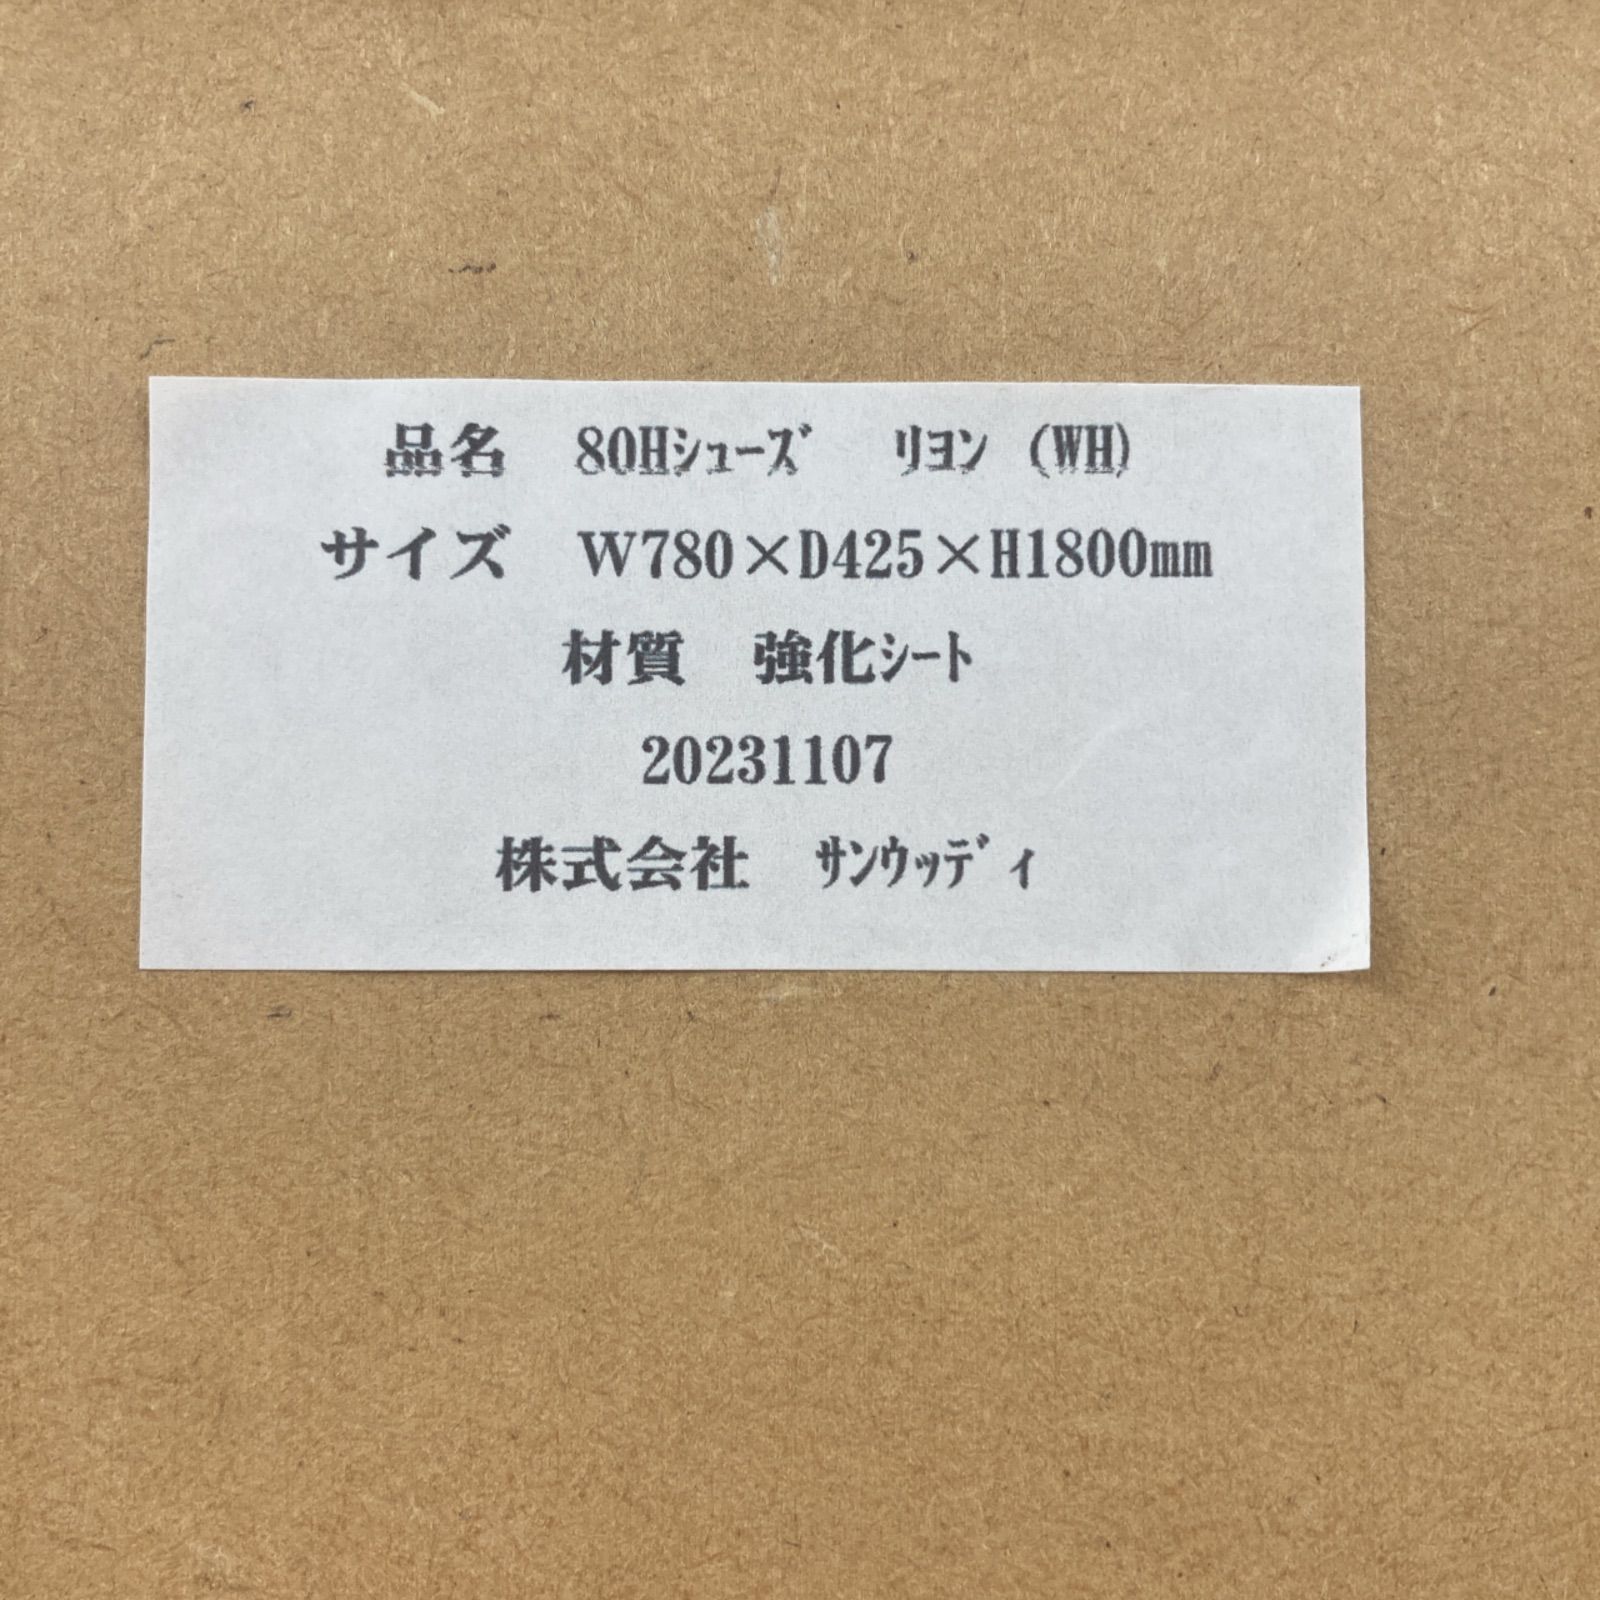 品名　80Hｼｭｰｽﾞ　ﾘﾖﾝ (WH)
サイズ　W780×D425×H1800mm
材質　強化ｼｰﾄ
20231107
株式会社　ｻﾝｳｯﾃﾞｨ